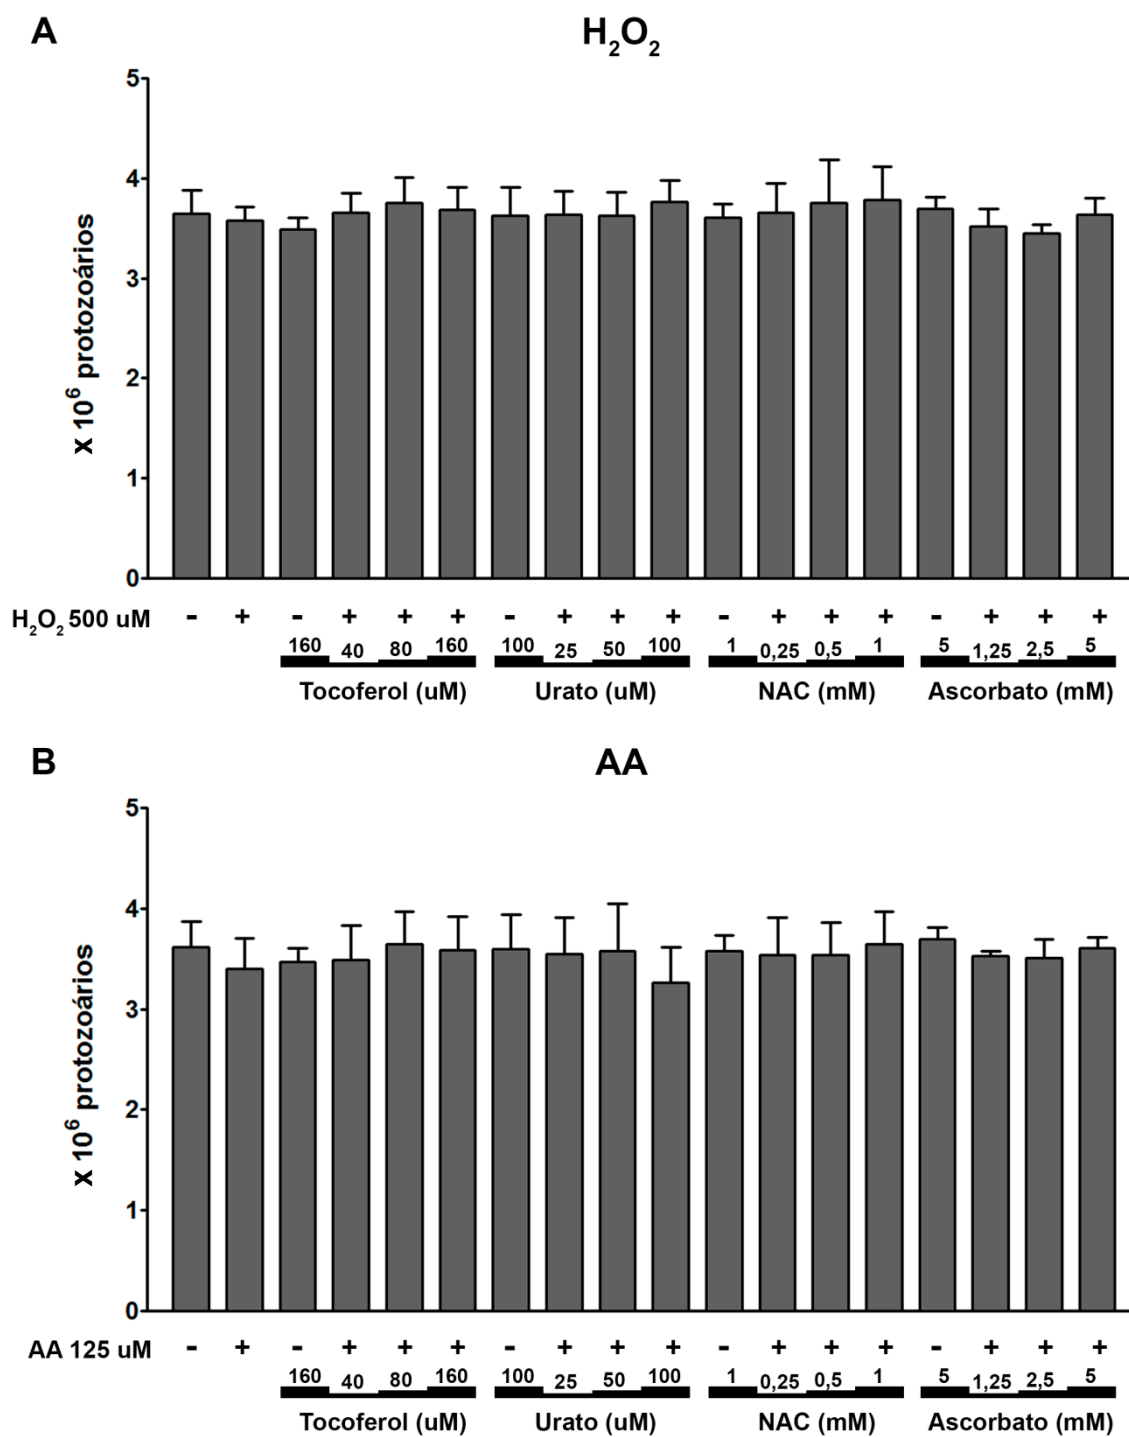 A
H₂O₂
5
4
3
2
1
0
x 10⁶ protozoários
H₂O₂ 500 uM - + - + + + - + + + - + + + - + + +
160 40 80 160 100 25 50 100 1 0,25 0,5 1 5 1,25 2,5 5
Tocoferol (uM) Urato (uM) NAC (mM) Ascorbato (mM)
B
AA
5
4
3
2
1
0
x 10⁶ protozoários
AA 125 uM - + - + + + - + + + - + + + - + + +
160 40 80 160 100 25 50 100 1 0,25 0,5 1 5 1,25 2,5 5
Tocoferol (uM) Urato (uM) NAC (mM) Ascorbato (mM)